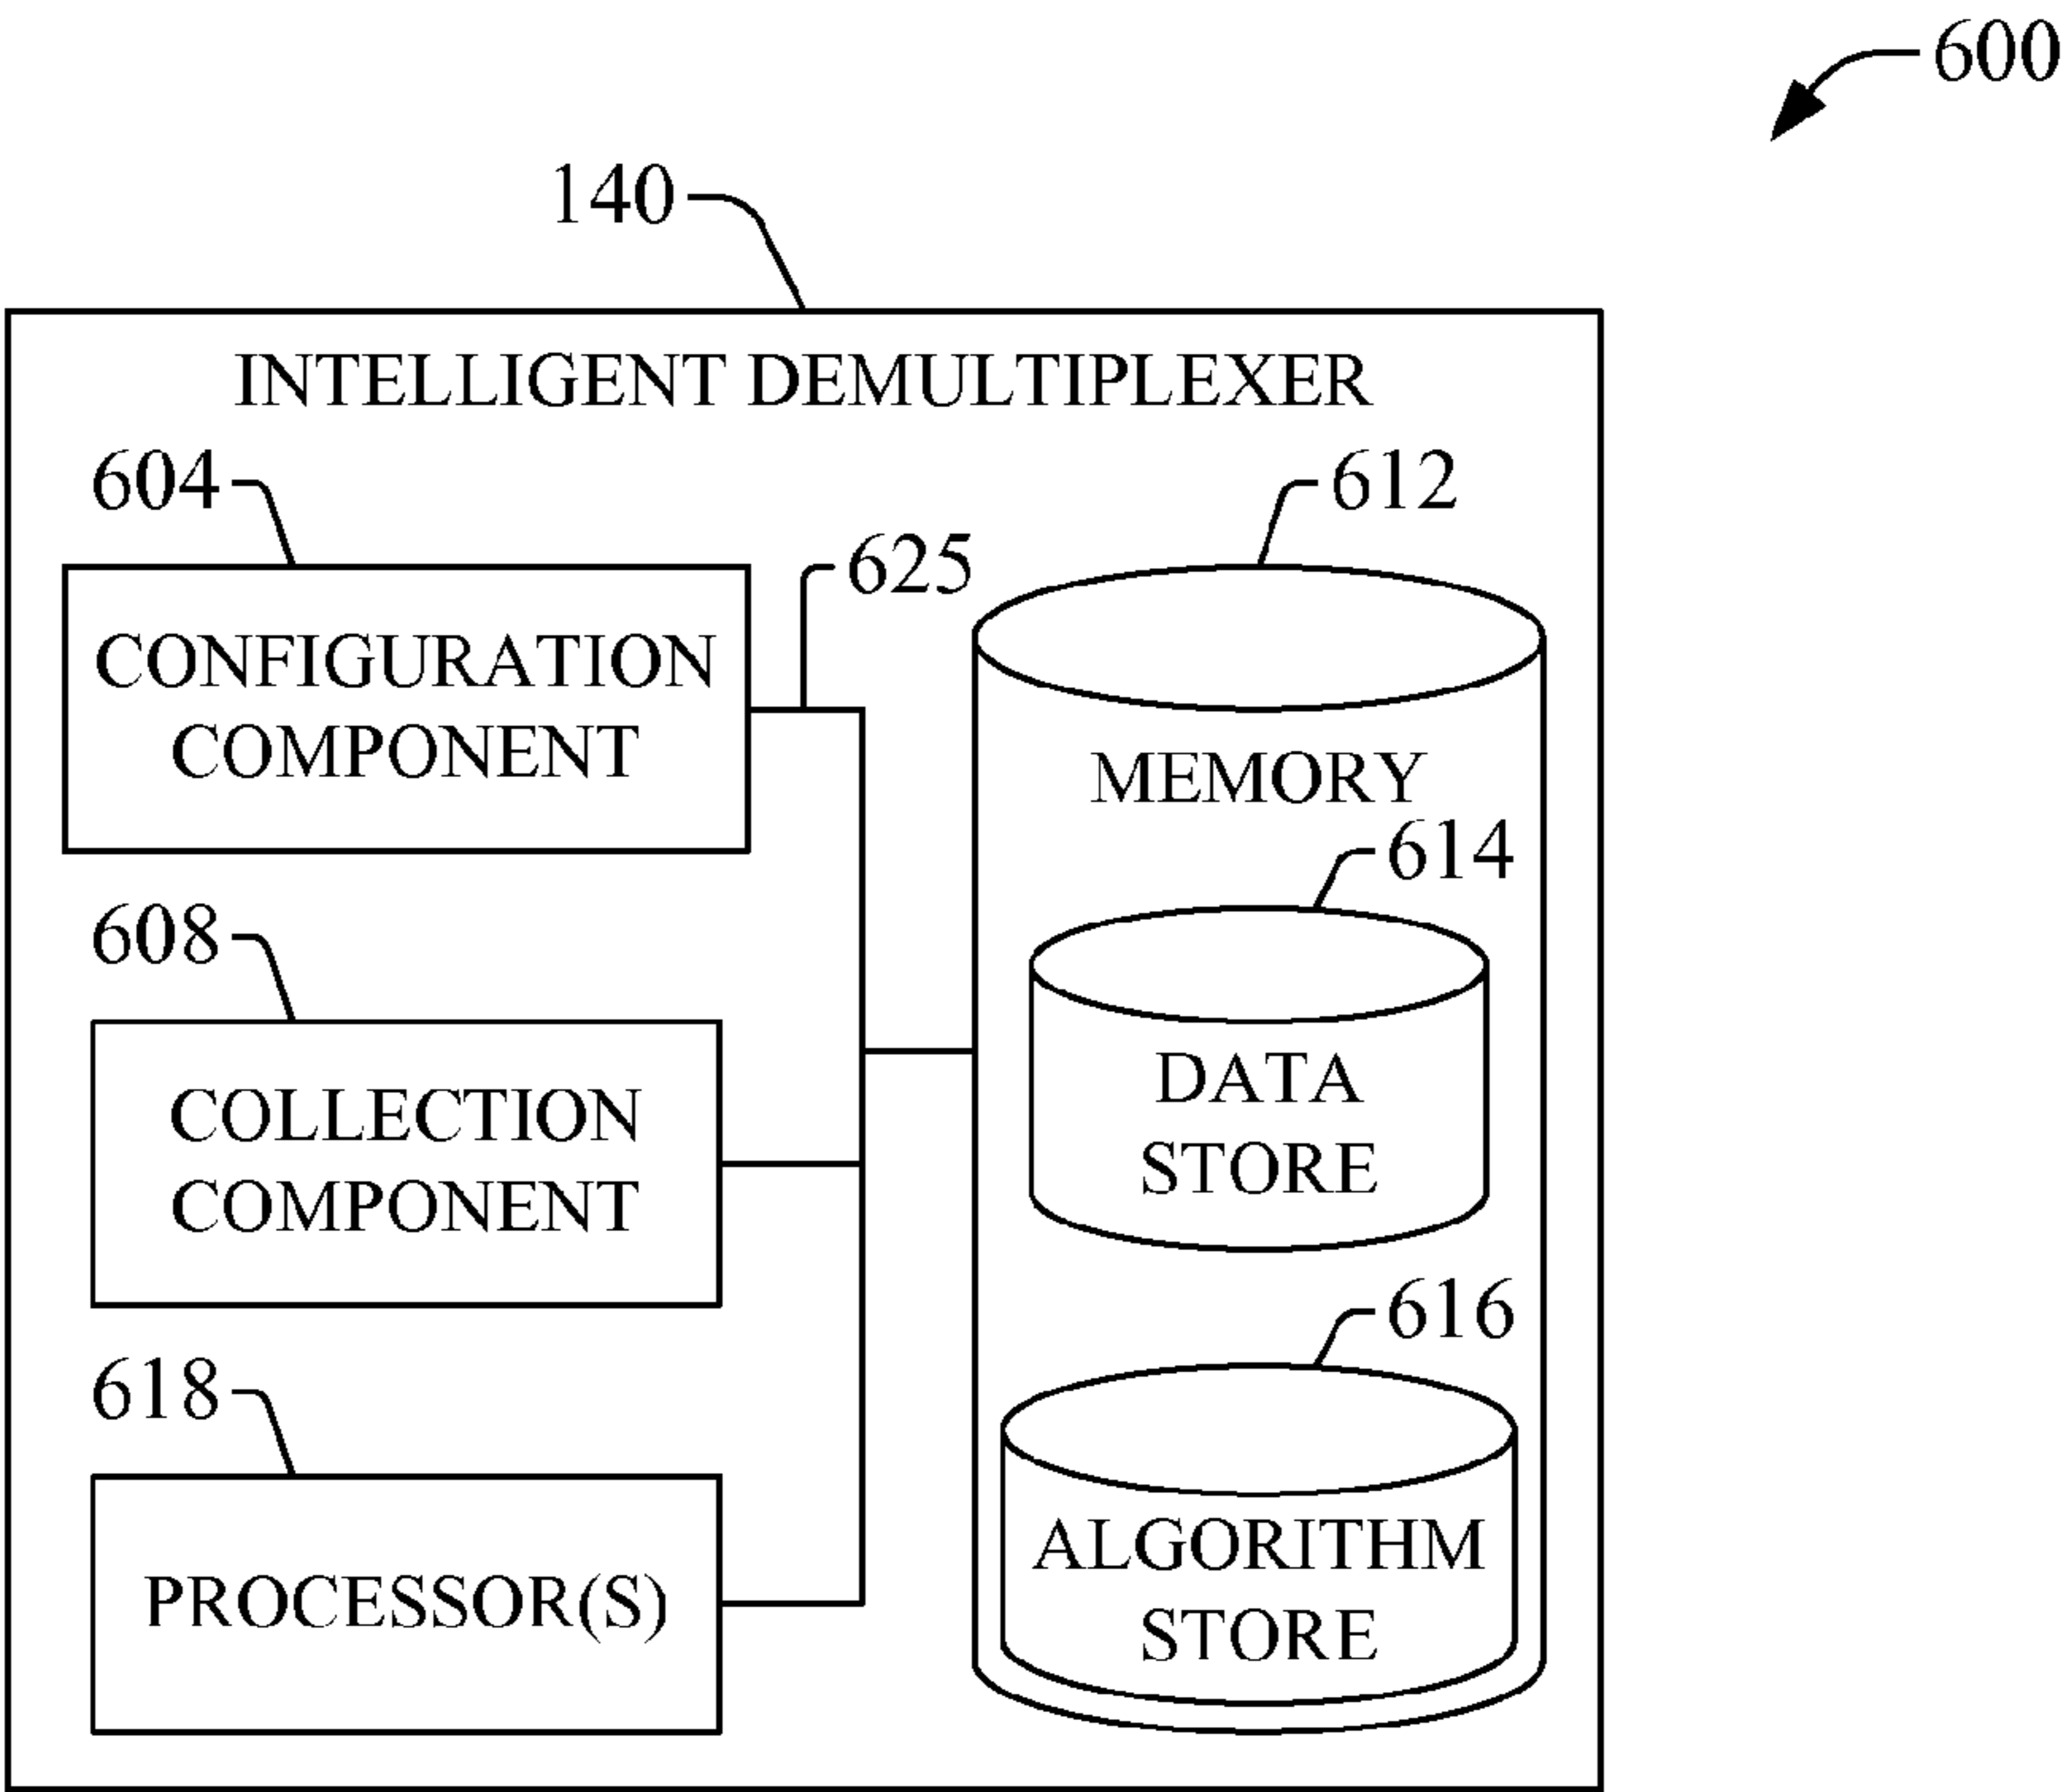 600
140
INTELLIGENT DEMULTIPLEXER
604
612
625
CONFIGURATION
COMPONENT
MEMORY
614
608
DATA
STORE
COLLECTION
COMPONENT
616
618
ALGORITHM
STORE
PROCESSOR(S)